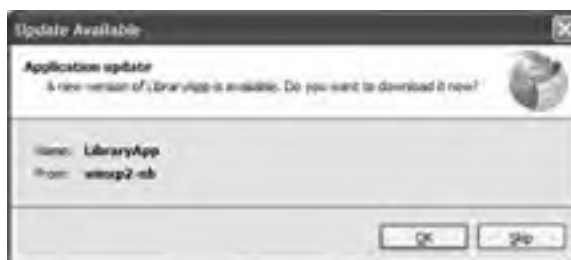 Update Available
Application update
A new version of LibraryApp is available. Do you want to download it now?
Name: LibraryApp
From: winxp2-nb
OK Skip